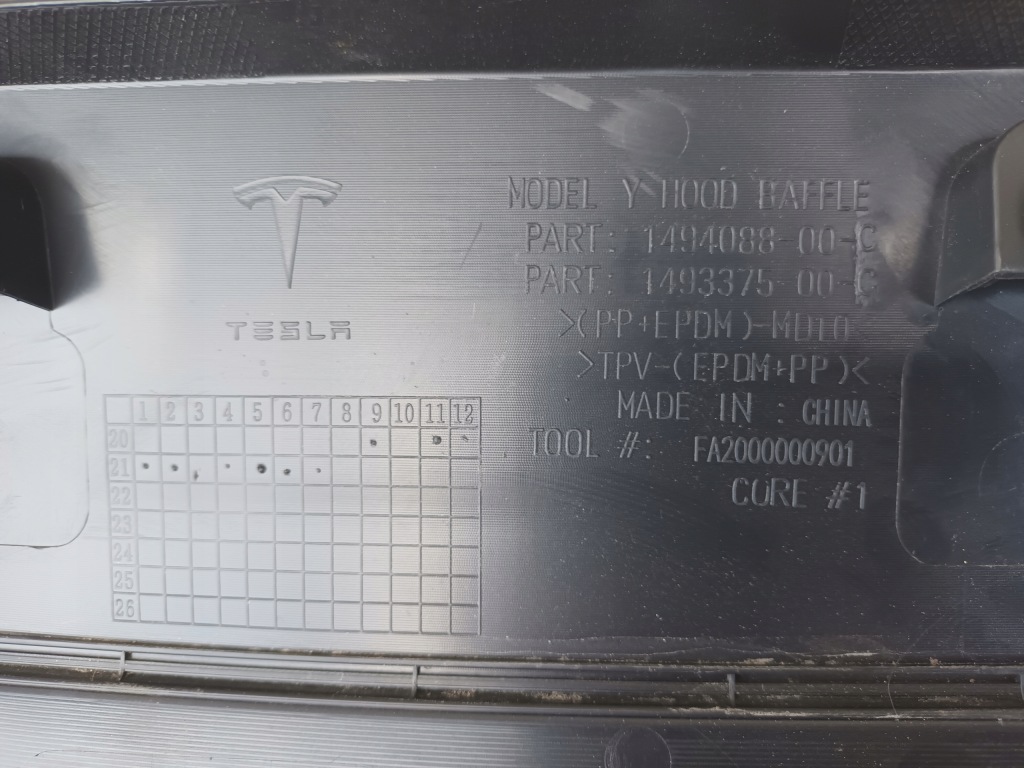 TESLA
MODEL Y HOOD BAFFLE
PART: 1494088-00-C
PART: 1493375-00-C
>(PP+EPDM)-MD10<
>TPV-(EPDM+PP)<
MADE IN : CHINA
TOOL #: FA2000000901
CORE #1
1 2 3 4 5 6 7 8 9 10 11 12
20
21
22
23
24
25
26